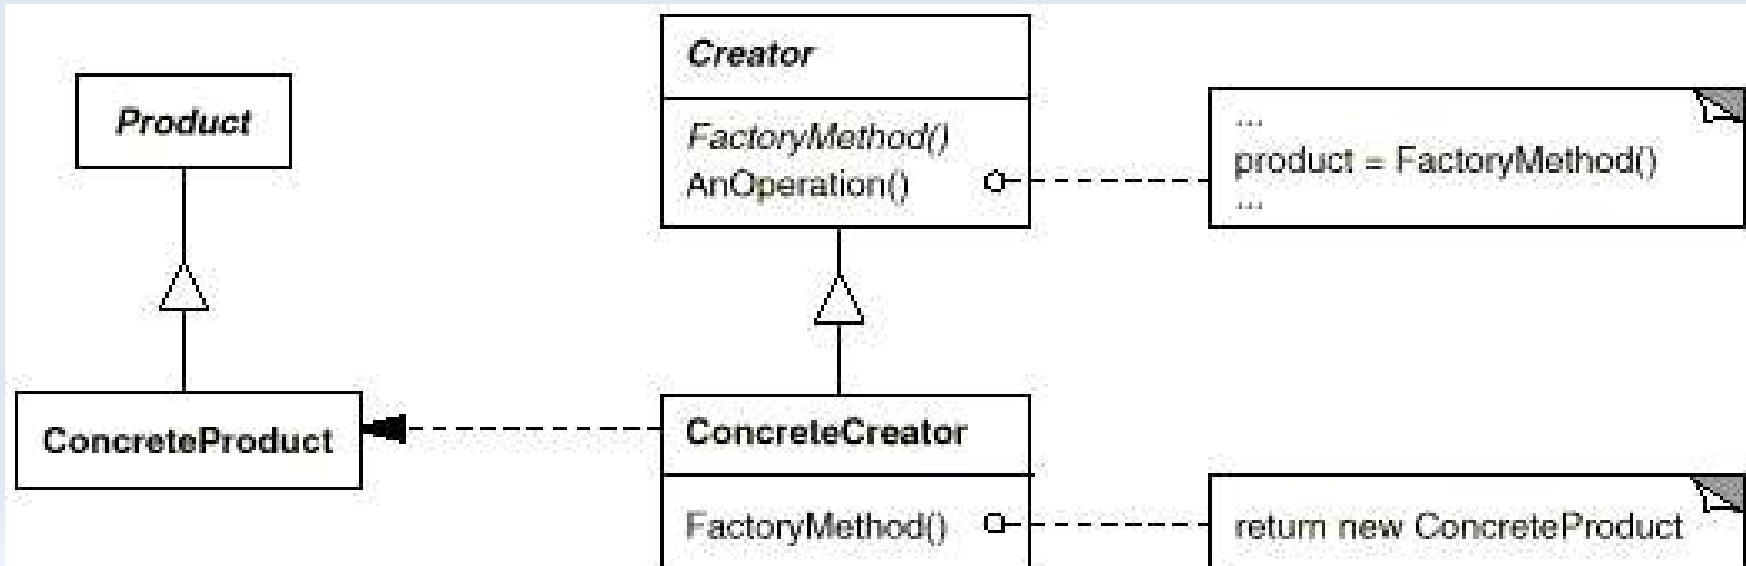 Product
ConcreteProduct
Creator
FactoryMethod()
AnOperation()
...
product = FactoryMethod()
...
ConcreteCreator
FactoryMethod()
return new ConcreteProduct